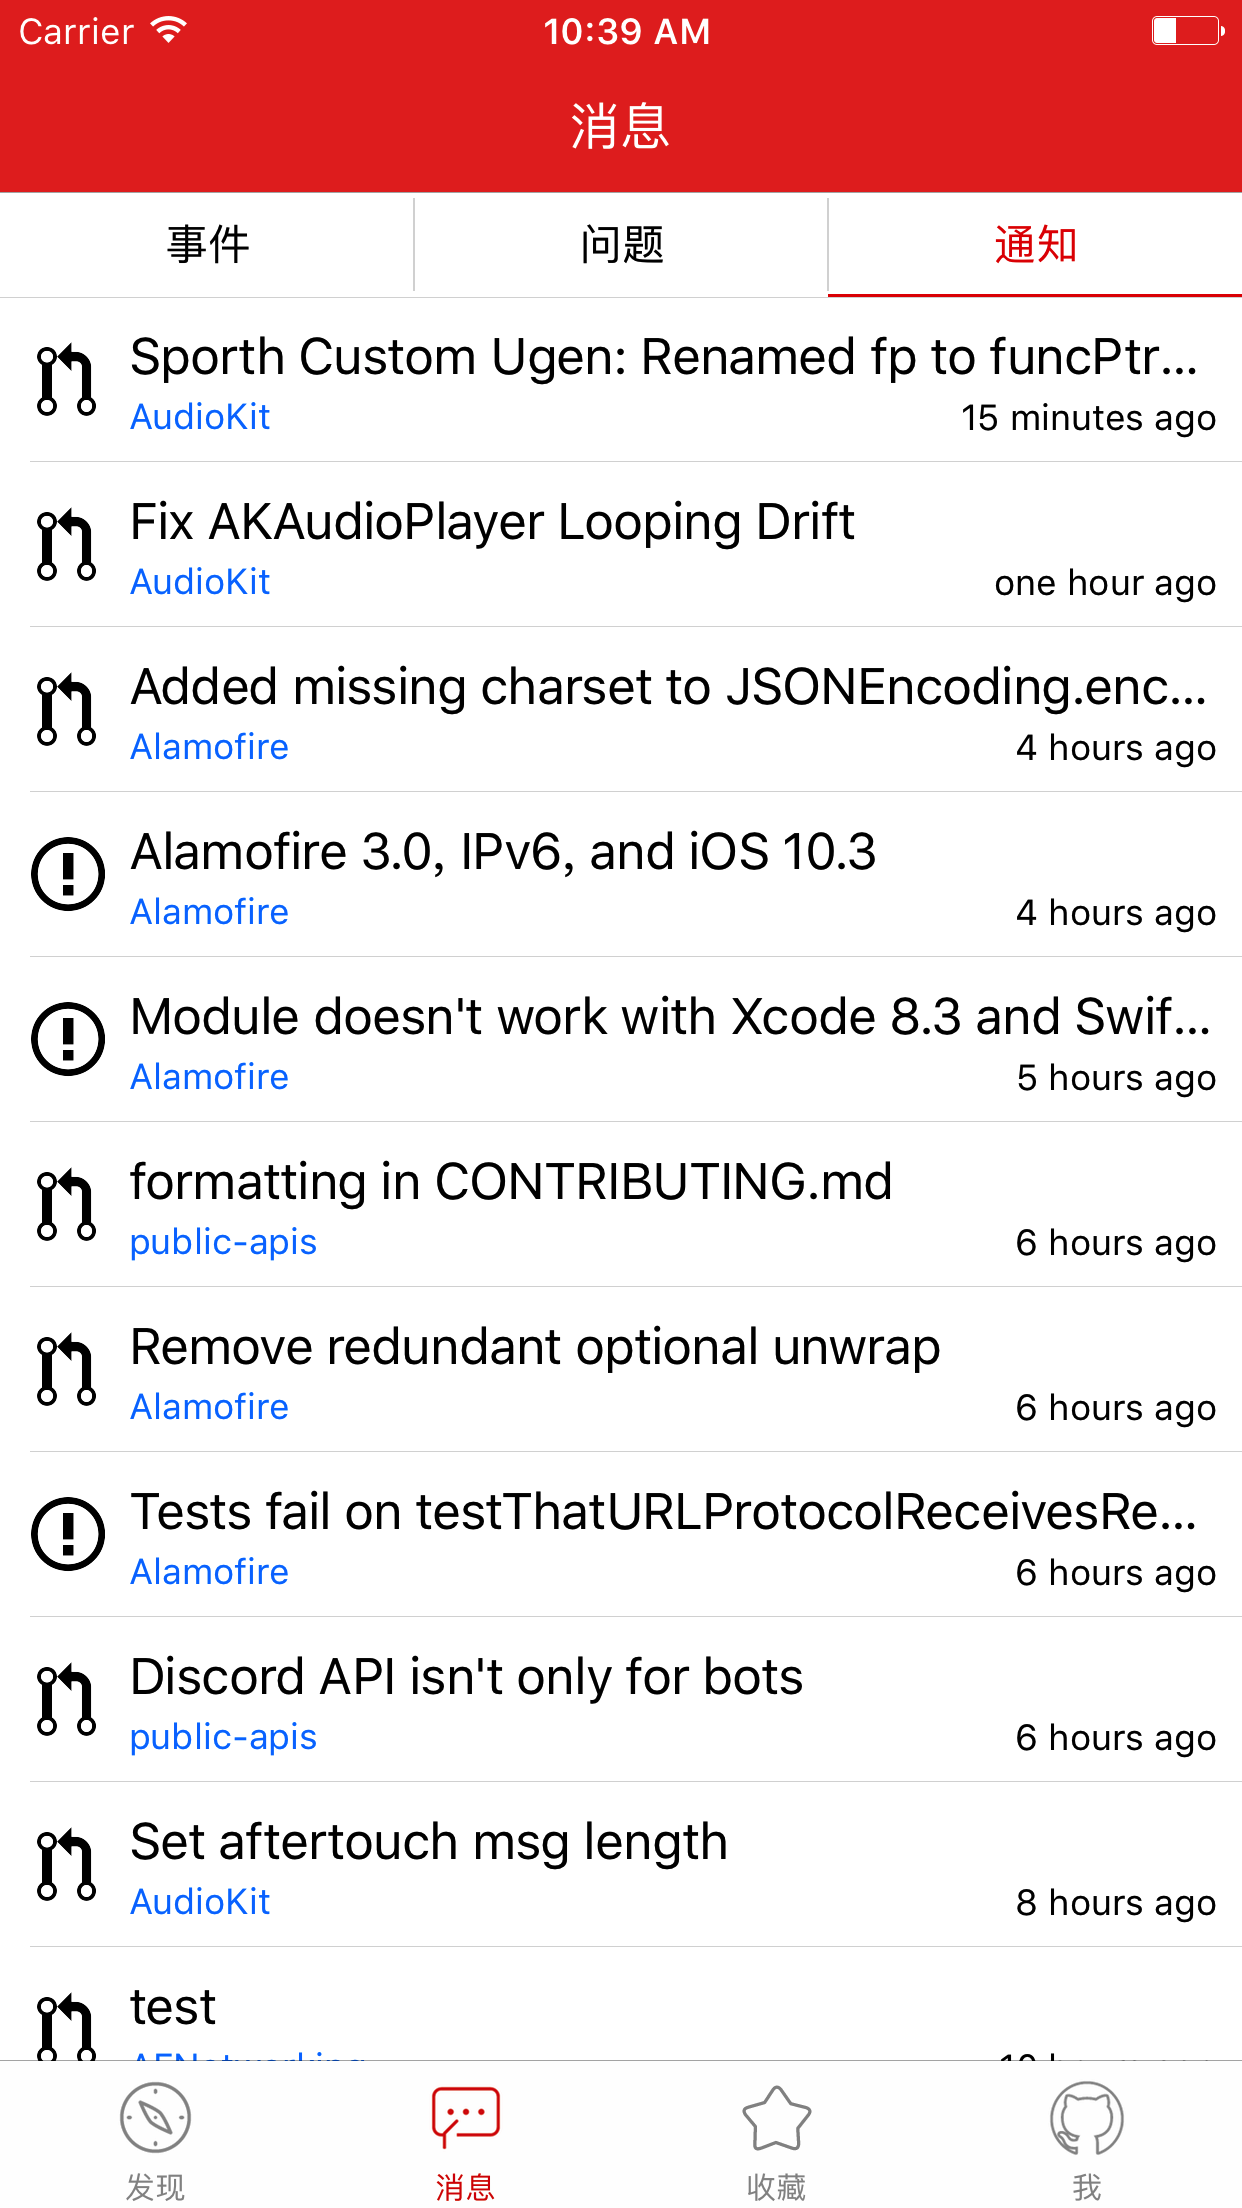 Carrier
10:39 AM
消息
事件
问题
通知
Sporth Custom Ugen: Renamed fp to funcPtr...
AudioKit
15 minutes ago
Fix AKAudioPlayer Looping Drift
AudioKit
one hour ago
Added missing charset to JSONEncoding.enc...
Alamofire
4 hours ago
Alamofire 3.0, IPv6, and iOS 10.3
Alamofire
4 hours ago
Module doesn't work with Xcode 8.3 and Swif...
Alamofire
5 hours ago
formatting in CONTRIBUTING.md
public-apis
6 hours ago
Remove redundant optional unwrap
Alamofire
6 hours ago
Tests fail on testThatURLProtocolReceivesRe...
Alamofire
6 hours ago
Discord API isn't only for bots
public-apis
6 hours ago
Set aftertouch msg length
AudioKit
8 hours ago
test
发现
消息
收藏
我